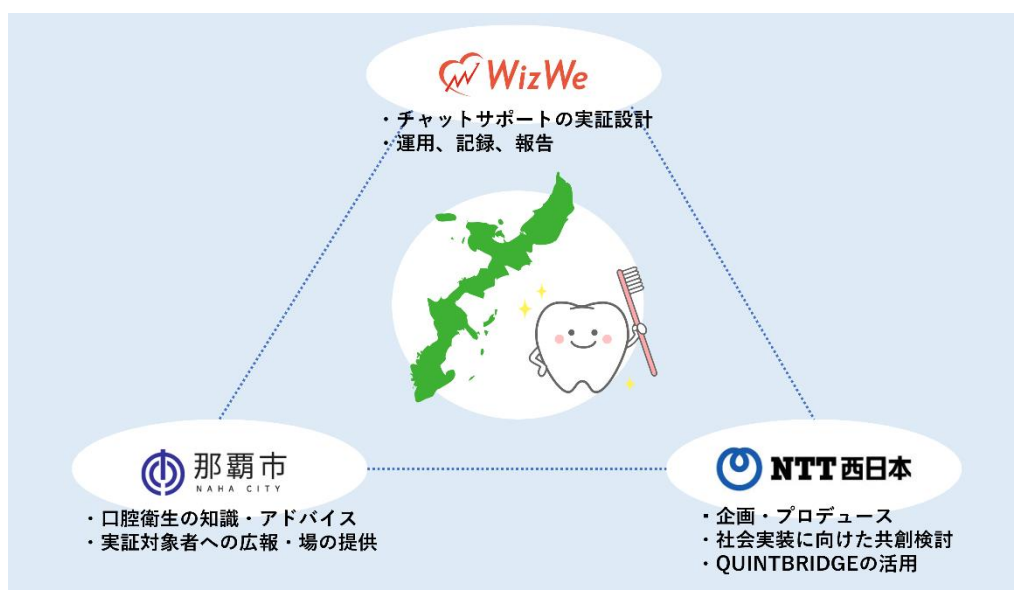 WizWe
・チャットサポートの実証設計
・運用、記録、報告
那覇市
NAHA CITY
・口腔衛生の知識・アドバイス
・実証対象者への広報・場の提供
NTT西日本
・企画・プロデュース
・社会実装に向けた共創検討
・QUINTBRIDGEの活用